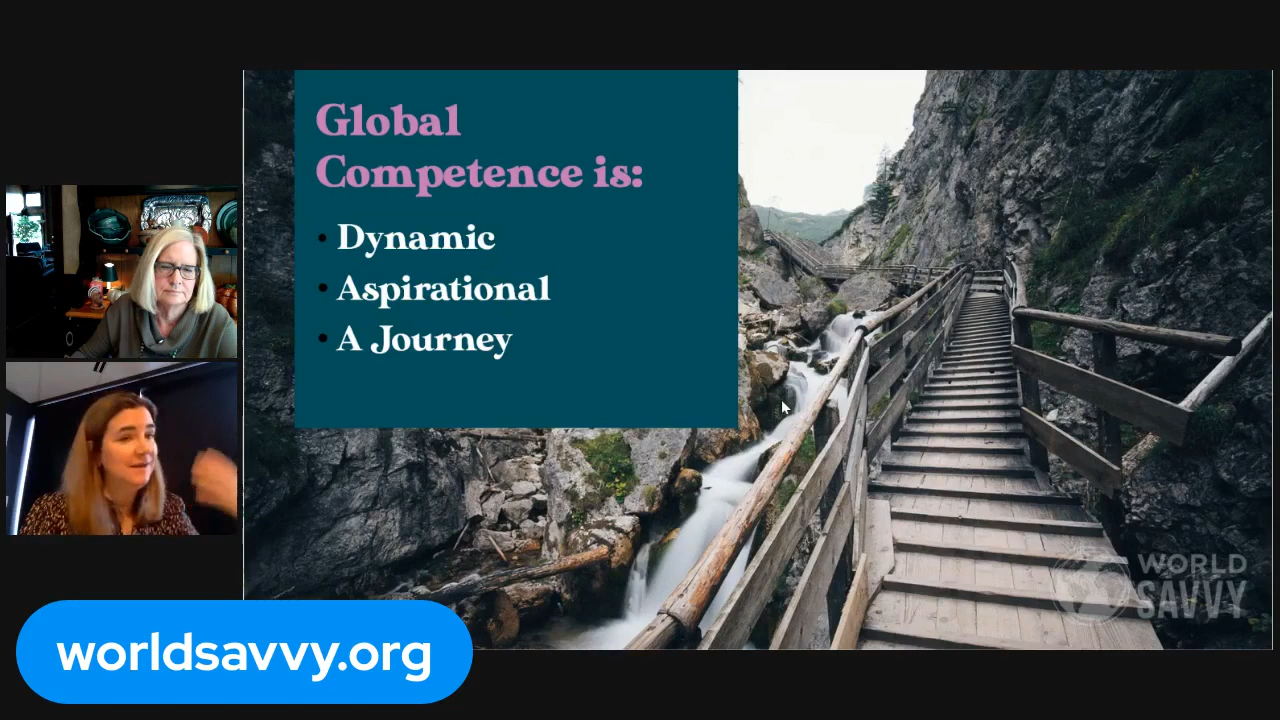 Global
Competence is:
• Dynamic
• Aspirational
• A Journey
WORLD
SAVVY
worldsavvy.org